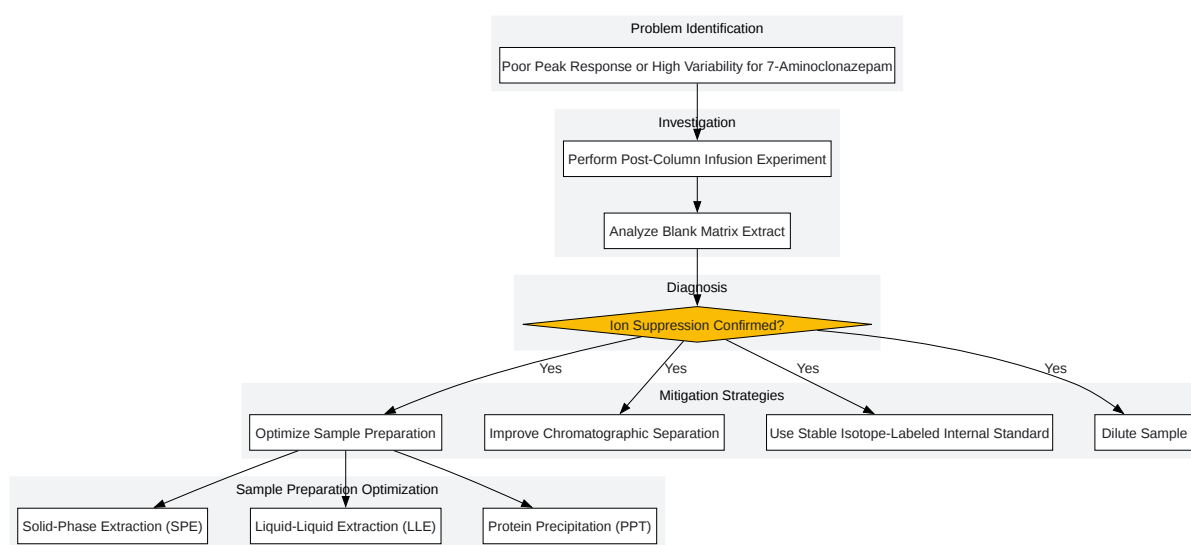 Problem Identification
Poor Peak Response or High Variability for 7-Aminoclonazepam
Investigation
Perform Post-Column Infusion Experiment
Analyze Blank Matrix Extract
Diagnosis
Ion Suppression Confirmed?
Yes
Yes
Yes
Yes
Mitigation Strategies
Optimize Sample Preparation
Improve Chromatographic Separation
Use Stable Isotope-Labeled Internal Standard
Dilute Sample
Sample Preparation Optimization
Solid-Phase Extraction (SPE)
Liquid-Liquid Extraction (LLE)
Protein Precipitation (PPT)